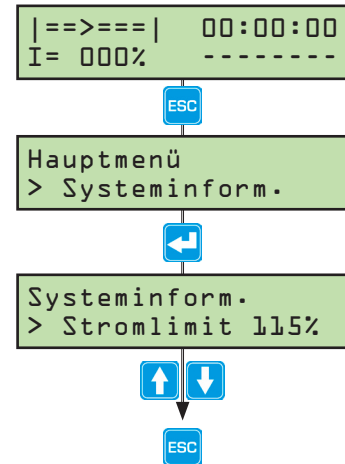 |==>===| 00:00:00
I= 000% --------
ESC
Hauptmenü
> Systeminform.
Systeminform.
> Stromlimit 115%
ESC